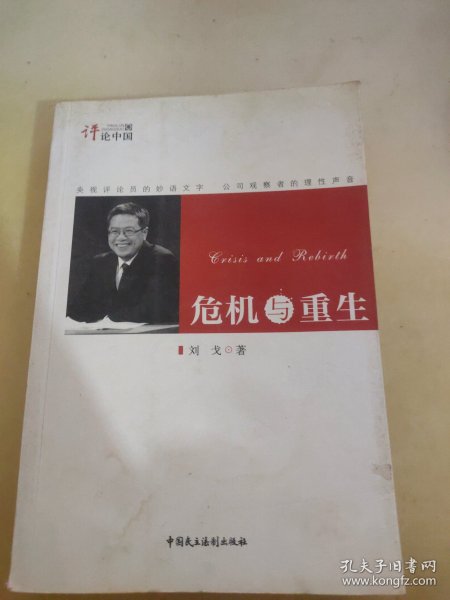 评论中国
央视评论员的妙语文字 公司观察者的理性声音
Crisis and Rebirth
危机与重生
刘戈⊙著
中国民主法制出版社
孔夫子旧书网
www.kongfz.com